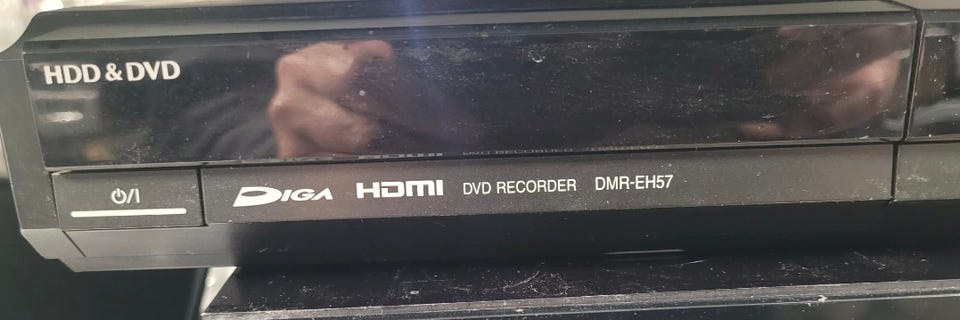 HDD & DVD
⏻/I DIGA HDMI DVD RECORDER DMR-EH57